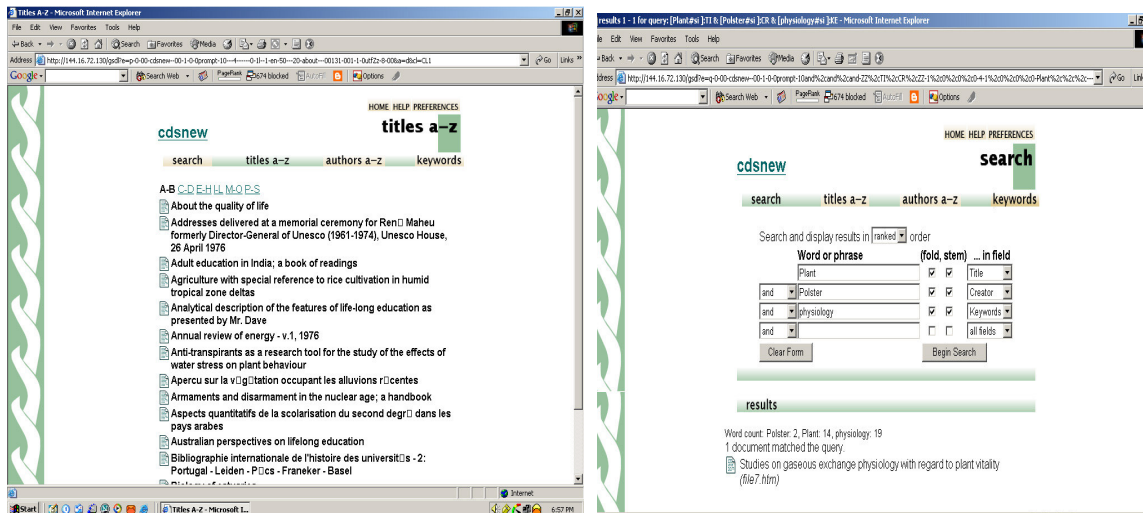 Titles A-Z - Microsoft Internet Explorer
File Edit View Favorites Tools Help
Back Search Favorites Media
Address http://144.16.72.130/gsdl?e=p-0-00-cdsnew--00-1-0-0prompt-10---4------0-1l--1-en-50---20-about---00131-001-1-0utfZz-8-00&a=d&cl=CL1 Go Links »
Google Search Web PageRank 674 blocked AutoFill Options
HOME HELP PREFERENCES
titles a–z
cdsnew
search titles a–z authors a–z keywords
A-B C-D E-H I-L M-O P-S
About the quality of life
Addresses delivered at a memorial ceremony for Ren□ Maheu
formerly Director-General of Unesco (1961-1974), Unesco House,
26 April 1976
Adult education in India; a book of readings
Agriculture with special reference to rice cultivation in humid
tropical zone deltas
Analytical description of the features of life-long education as
presented by Mr. Dave
Annual review of energy - v.1, 1976
Anti-transpirants as a research tool for the study of the effects of
water stress on plant behaviour
Apercu sur la v□g□tation occupant les alluvions r□centes
Armaments and disarmament in the nuclear age; a handbook
Aspects quantitatifs de la scolarisation du second degr□ dans les
pays arabes
Australian perspectives on lifelong education
Bibliographie internationale de l'histoire des universit□s - 2:
Portugal - Leiden - P□cs - Franeker - Basel
Biology of estuaries
Internet
Start Titles A-Z - Microsoft I... 6:57 PM
results 1 - 1 for query: [Plant#si ]:TI & [Polster#si ]:CR & [physiology#si ]:KE - Microsoft Internet Explorer
File Edit View Favorites Tools Help
Back Search Favorites Media
Google Search Web PageRank 674 blocked AutoFill Options
HOME HELP PREFERENCES
search
cdsnew
search titles a–z authors a–z keywords
Search and display results in ranked order
Word or phrase (fold, stem) ... in field
Plant Title
and Polster Creator
and physiology Keywords
and all fields
Clear Form Begin Search
results
Word count: Polster: 2, Plant: 14, physiology: 19
1 document matched the query.
Studies on gaseous exchange physiology with regard to plant vitality
(file7.htm)